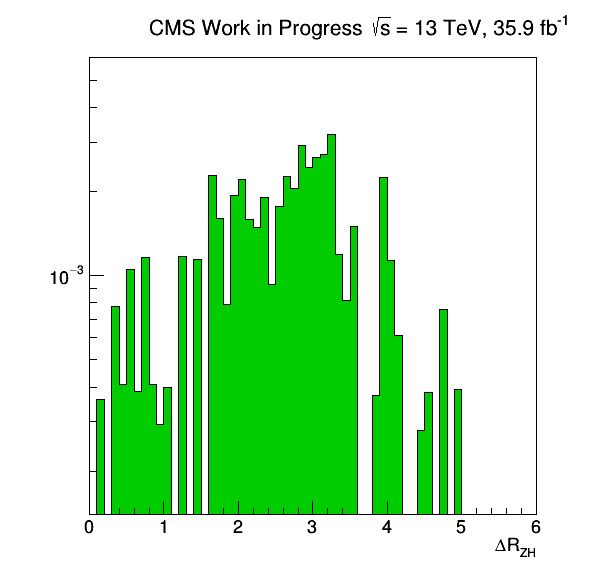 CMS Work in Progress √s = 13 TeV, 35.9 fb⁻¹
10⁻³
0 1 2 3 4 5 6
ΔR_ZH